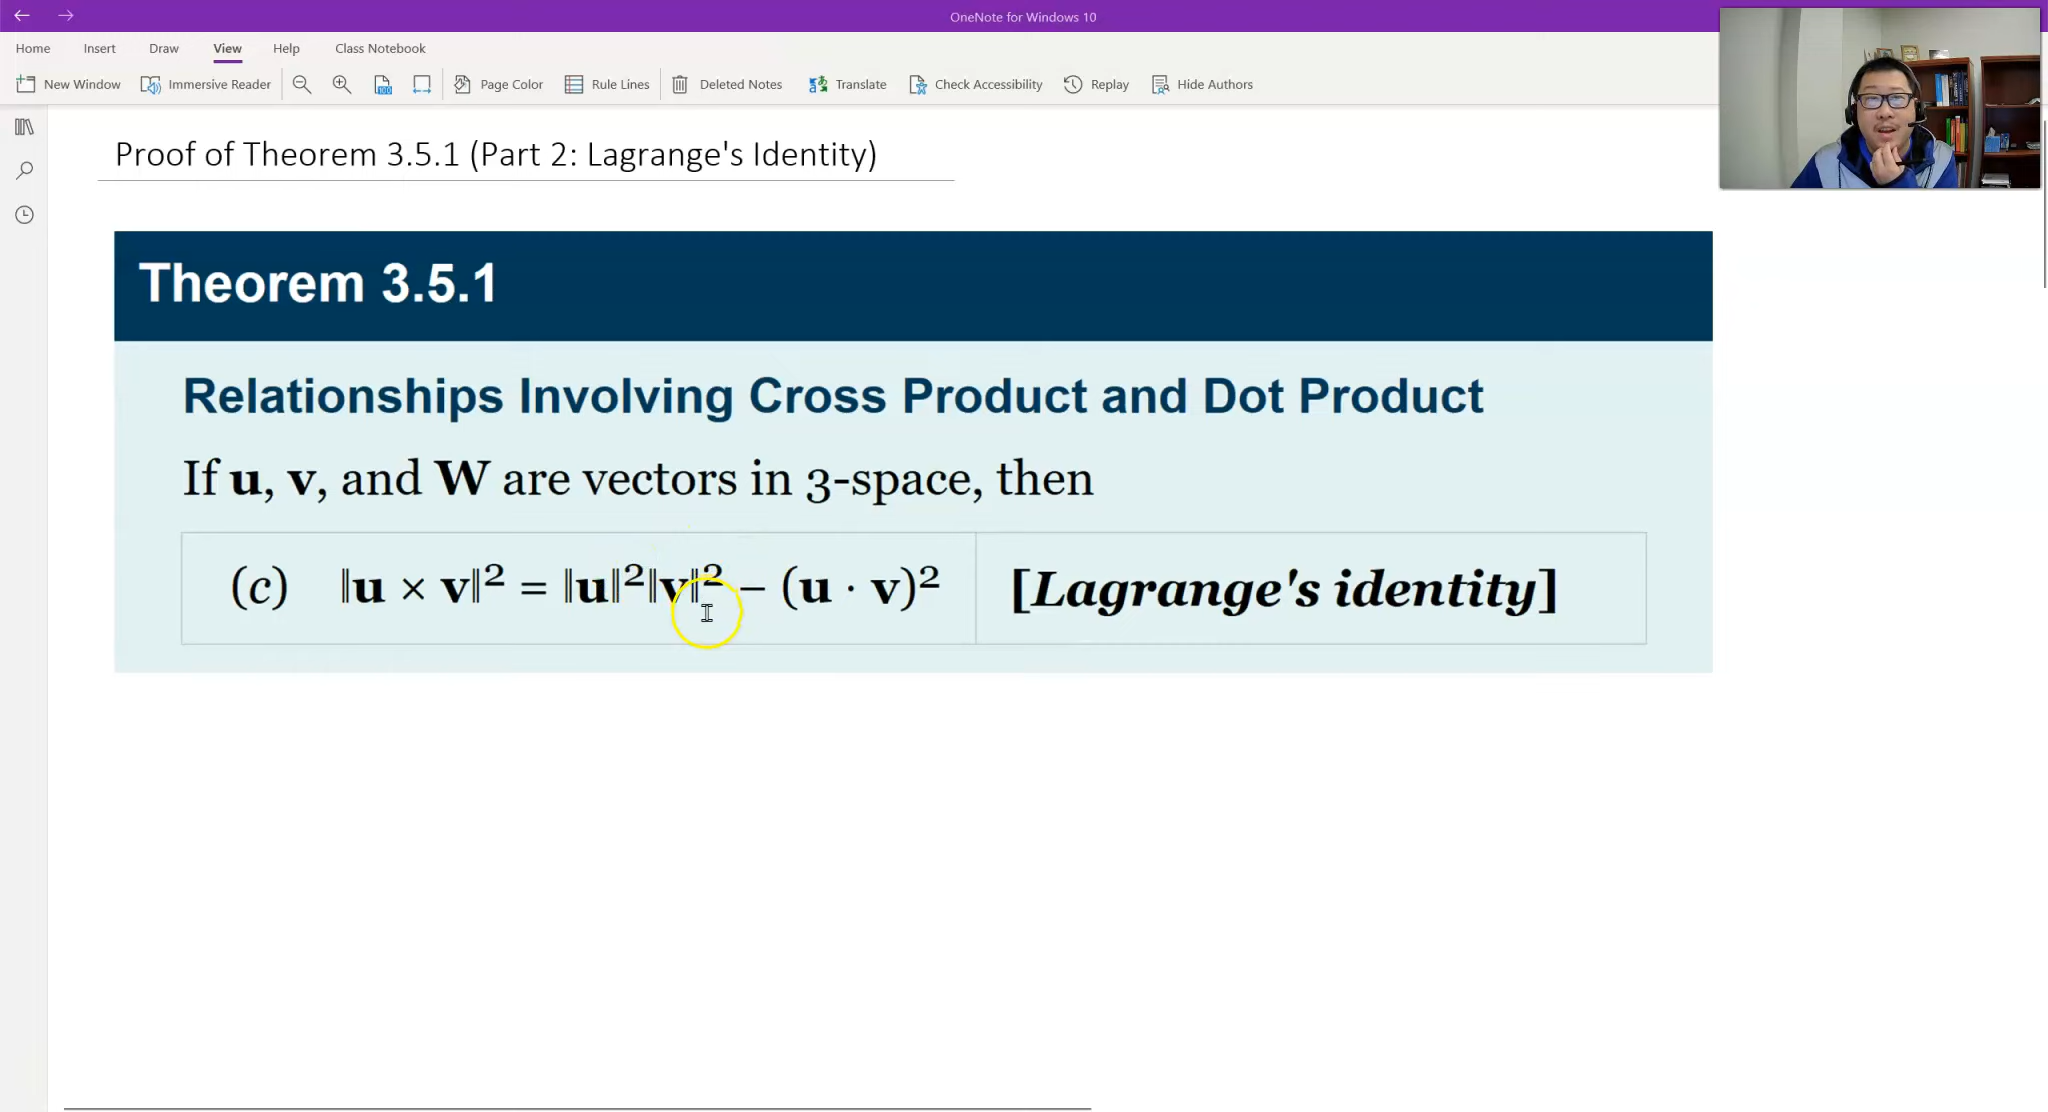 OneNote for Windows 10
Home Insert Draw View Help Class Notebook
New Window Immersive Reader 100 Page Color Rule Lines Deleted Notes Translate Check Accessibility Replay Hide Authors
Proof of Theorem 3.5.1 (Part 2: Lagrange's Identity)
Theorem 3.5.1
Relationships Involving Cross Product and Dot Product
If u, v, and W are vectors in 3-space, then
(c) ‖u × v‖² = ‖u‖²‖v‖² − (u · v)² [Lagrange's identity]